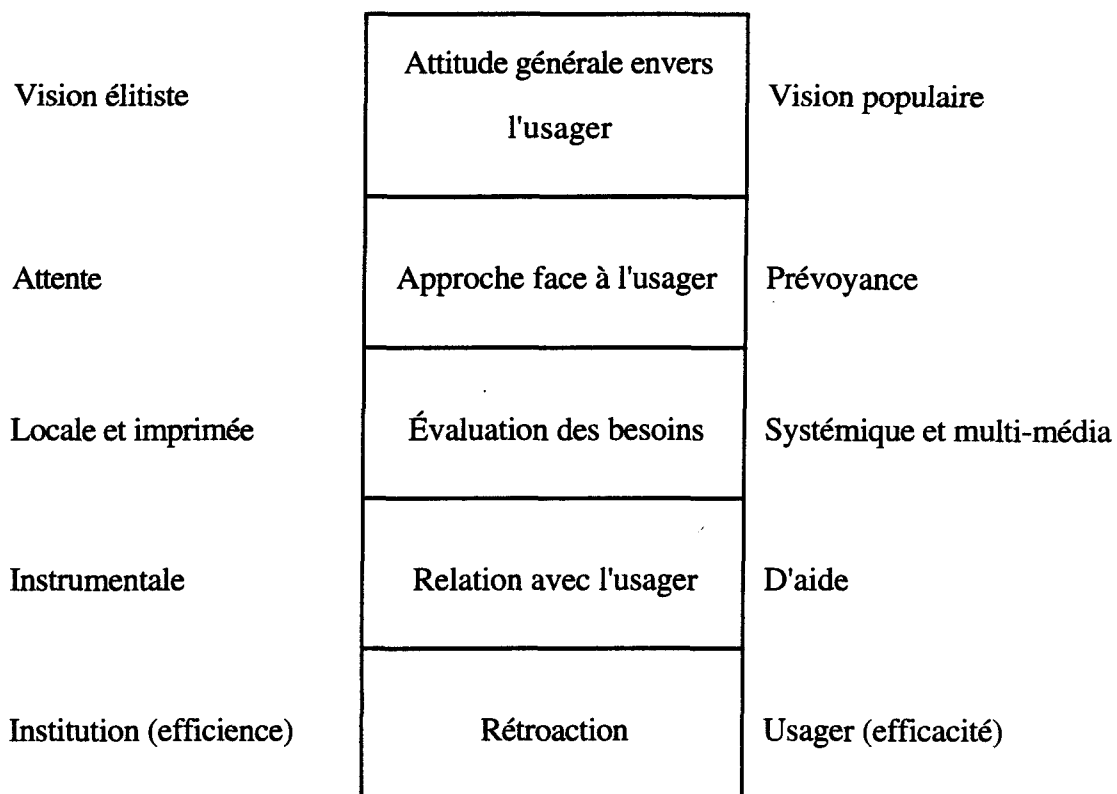 Vision élitiste
Attitude générale envers
l'usager
Vision populaire
Attente
Approche face à l'usager
Prévoyance
Locale et imprimée
Évaluation des besoins
Systémique et multi-média
Instrumentale
Relation avec l'usager
D'aide
Institution (efficience)
Rétroaction
Usager (efficacité)